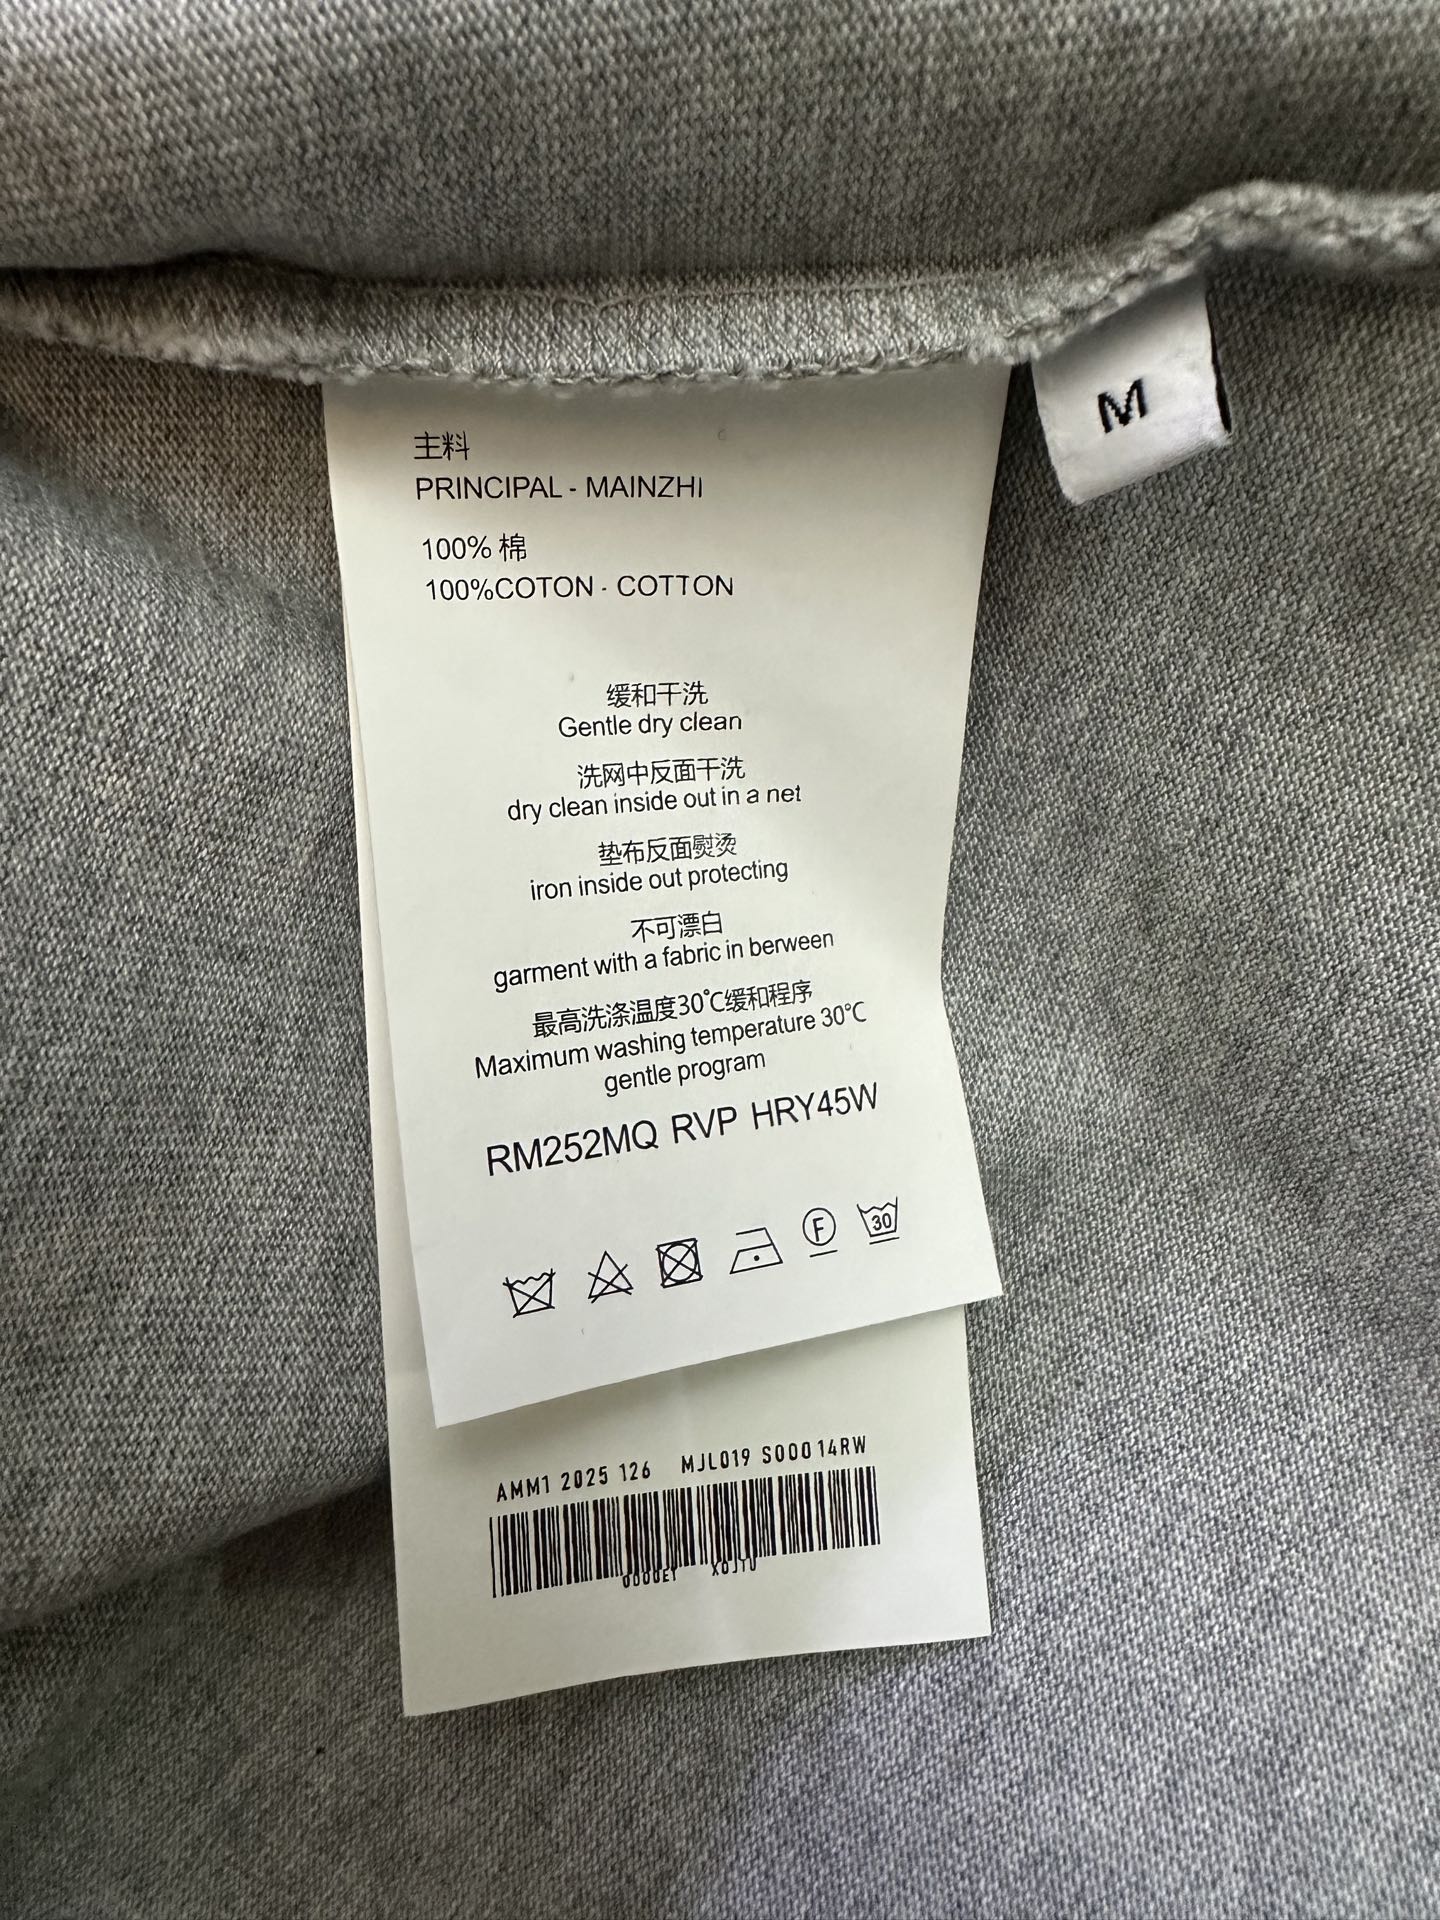 主料
PRINCIPAL - MAINZHI
100% 棉
100%COTON - COTTON
缓和干洗
Gentle dry clean
洗网中反面干洗
dry clean inside out in a net
垫布反面熨烫
iron inside out protecting
不可漂白
garment with a fabric in berween
最高洗涤温度30℃缓和程序
Maximum washing temperature 30℃
gentle program
RM252MQ RVP HRY45W
F
30
AMM1 2025 126 MJL019 S00014RW
M